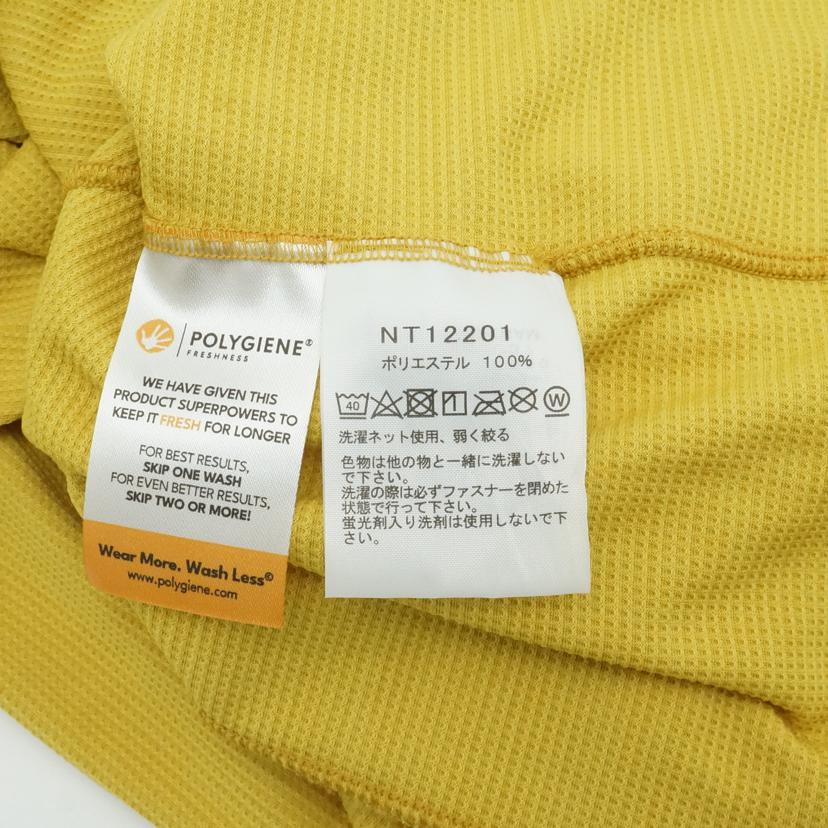 POLYGIENE®
FRESHNESS
WE HAVE GIVEN THIS
PRODUCT SUPERPOWERS TO
KEEP IT FRESH FOR LONGER
FOR BEST RESULTS,
SKIP ONE WASH
FOR EVEN BETTER RESULTS,
SKIP TWO OR MORE!
Wear More. Wash Less®
www.polygiene.com
NT12201
ポリエステル 100%
40
W
洗濯ネット使用、弱く絞る
色物は他の物と一緒に洗濯しない
で下さい。
洗濯の際は必ずファスナーを閉めた
状態で行って下さい。
蛍光剤入り洗剤は使用しないで下
さい。